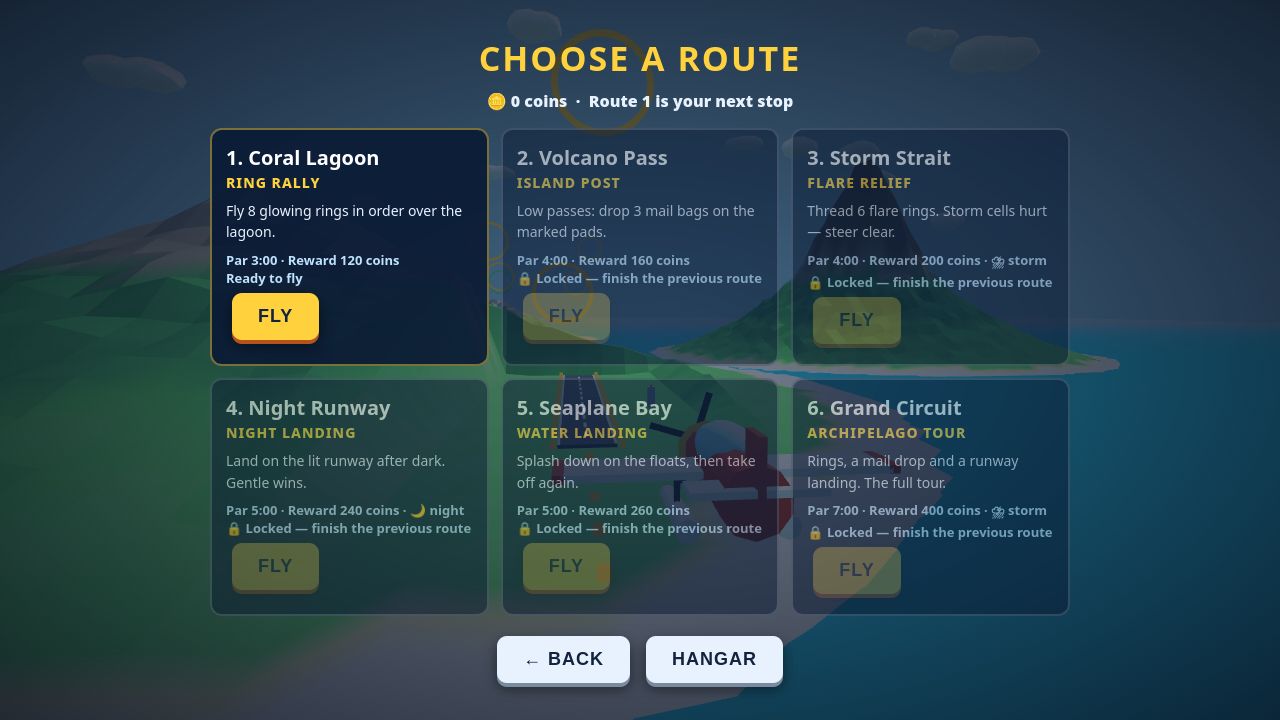 CHOOSE A ROUTE
🪙 0 coins · Route 1 is your next stop
1. Coral Lagoon
RING RALLY
Fly 8 glowing rings in order over the
lagoon.
Par 3:00 · Reward 120 coins
Ready to fly
FLY
2. Volcano Pass
ISLAND POST
Low passes: drop 3 mail bags on the
marked pads.
Par 4:00 · Reward 160 coins
🔒 Locked — finish the previous route
FLY
3. Storm Strait
FLARE RELIEF
Thread 6 flare rings. Storm cells hurt
— steer clear.
Par 4:00 · Reward 200 coins · ⛈ storm
🔒 Locked — finish the previous route
FLY
4. Night Runway
NIGHT LANDING
Land on the lit runway after dark.
Gentle wins.
Par 5:00 · Reward 240 coins · 🌙 night
🔒 Locked — finish the previous route
FLY
5. Seaplane Bay
WATER LANDING
Splash down on the floats, then take
off again.
Par 5:00 · Reward 260 coins
🔒 Locked — finish the previous route
FLY
6. Grand Circuit
ARCHIPELAGO TOUR
Rings, a mail drop and a runway
landing. The full tour.
Par 7:00 · Reward 400 coins · ⛈ storm
🔒 Locked — finish the previous route
FLY
← BACK
HANGAR